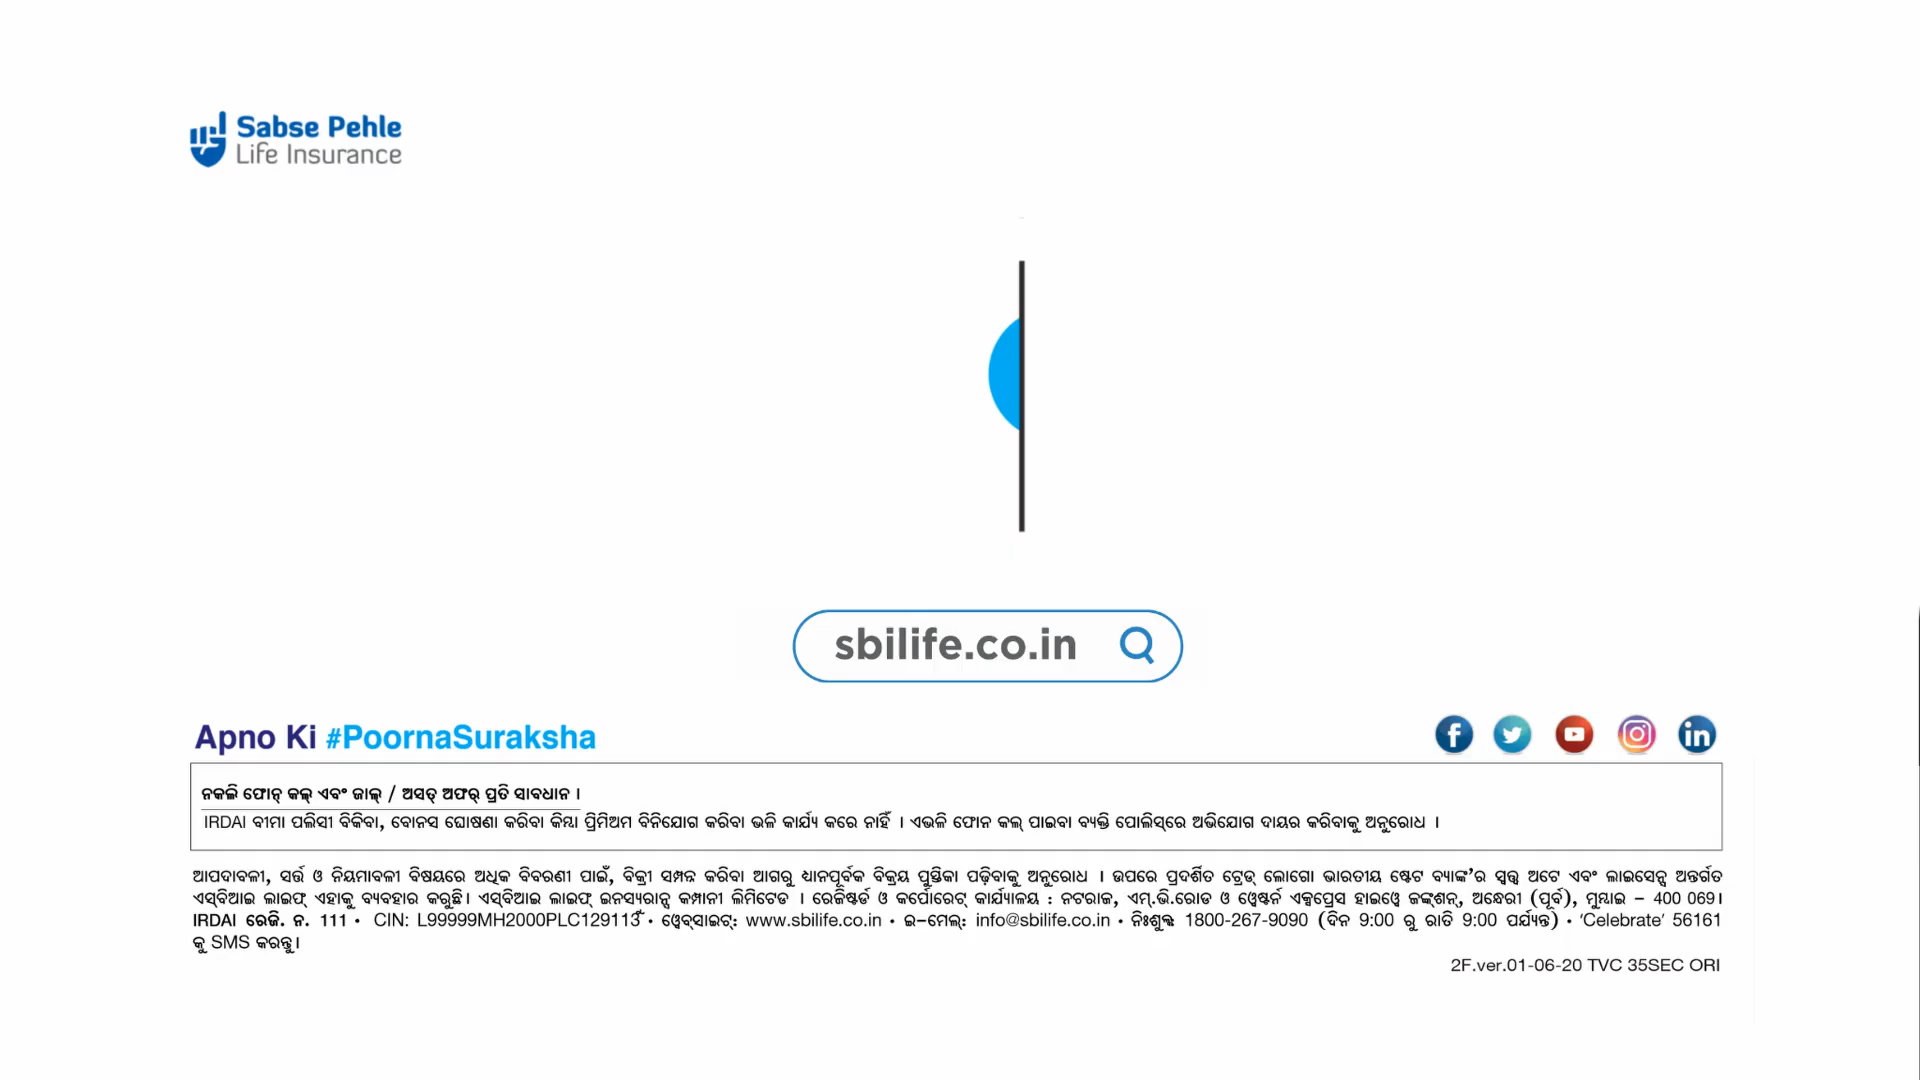 Sabse Pehle
Life Insurance
sbilife.co.in
Apno Ki #PoornaSuraksha
ନକଲି ଫୋନ୍ କଲ୍ ଏବଂ ଜାଲ୍ / ଅସତ୍ ଅଫର୍ ପ୍ରତି ସାବଧାନ ।
IRDAI ବୀମା ପଲିସୀ ବିକିବା, ବୋନସ ଘୋଷଣା କରିବା କିମ୍ବା ପ୍ରିମିଅମ ବିନିଯୋଗ କରିବା ଭଳି କାର୍ଯ୍ୟ କରେ ନାହିଁ । ଏଭଳି ଫୋନ କଲ୍ ପାଇବା ବ୍ୟକ୍ତି ପୋଲିସ୍‌ରେ ଅଭିଯୋଗ ଦାୟର କରିବାକୁ ଅନୁରୋଧ ।
ଆପଦାବଳୀ, ସର୍ତ୍ତ ଓ ନିୟମାବଳୀ ବିଷୟରେ ଅଧିକ ବିବରଣୀ ପାଇଁ, ବିକ୍ରୀ ସମ୍ପନ୍ନ କରିବା ଆଗରୁ ଧ୍ୟାନପୂର୍ବକ ବିକ୍ରୟ ପୁସ୍ତିକା ପଢ଼ିବାକୁ ଅନୁରୋଧ । ଉପରେ ପ୍ରଦର୍ଶିତ ଟ୍ରେଡ୍ ଲୋଗୋ ଭାରତୀୟ ଷ୍ଟେଟ ବ୍ୟାଙ୍କ’ର ସ୍ୱତ୍ତ୍ୱ ଅଟେ ଏବଂ ଲାଇସେନ୍ସ ଅନ୍ତର୍ଗତ
ଏସ୍‌ବିଆଇ ଲାଇଫ୍ ଏହାକୁ ବ୍ୟବହାର କରୁଛି। ଏସ୍‌ବିଆଇ ଲାଇଫ୍ ଇନସ୍ୟୁରାନ୍ସ କମ୍ପାନୀ ଲିମିଟେଡ । ରେଜିଷ୍ଟର୍ଡ ଓ କର୍ପୋରେଟ୍ କାର୍ଯ୍ୟାଳୟ : ନଟରାଜ, ଏମ୍.ଭି.ରୋଡ ଓ ୱେଷ୍ଟର୍ନ ଏକ୍ସପ୍ରେସ ହାଇୱେ ଜଙ୍କ୍‌ଶନ୍, ଅନ୍ଧେରୀ (ପୂର୍ବ), ମୁମ୍ବାଇ – 400 069।
IRDAI ରେଜି. ନ. 111 • CIN: L99999MH2000PLC129113 • ୱେବ୍‌ସାଇଟ୍: www.sbilife.co.in • ଇ–ମେଲ୍: info@sbilife.co.in • ନିଃଶୁଳ୍କ 1800-267-9090 (ଦିନ 9:00 ରୁ ରାତି 9:00 ପର୍ଯ୍ୟନ୍ତ) • ‘Celebrate’ 56161
କୁ SMS କରନ୍ତୁ।
2F.ver.01-06-20 TVC 35SEC ORI